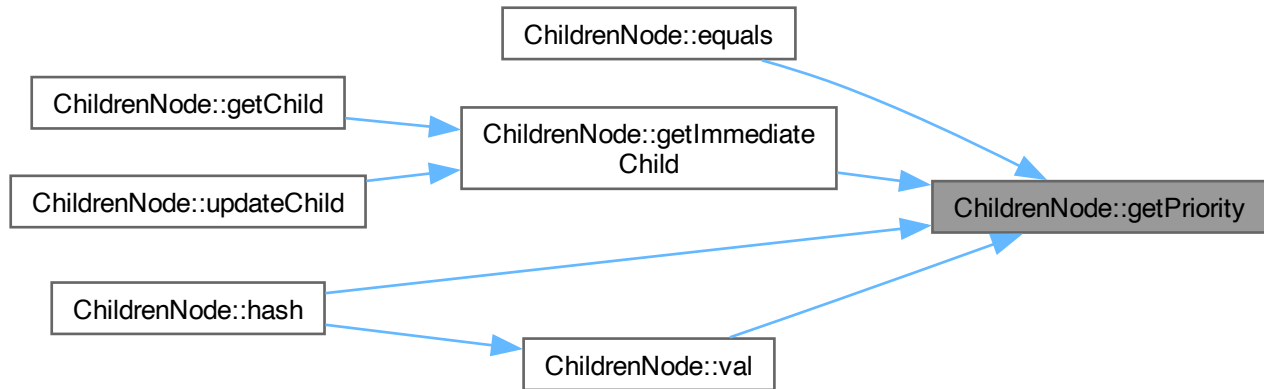 ChildrenNode::equals
ChildrenNode::getChild
ChildrenNode::getImmediate
Child
ChildrenNode::updateChild
ChildrenNode::getPriority
ChildrenNode::hash
ChildrenNode::val